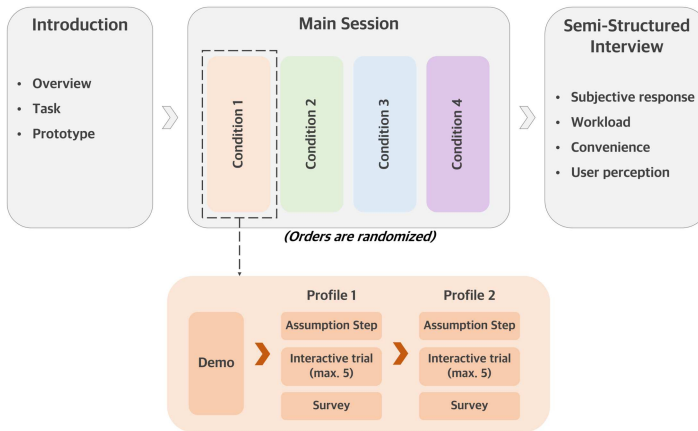 Introduction
• Overview
• Task
• Prototype
Main Session
Condition 1
Condition 2
Condition 3
Condition 4
(Orders are randomized)
Semi-Structured
Interview
• Subjective response
• Workload
• Convenience
• User perception
Demo
Profile 1
Assumption Step
Interactive trial
(max. 5)
Survey
Profile 2
Assumption Step
Interactive trial
(max. 5)
Survey